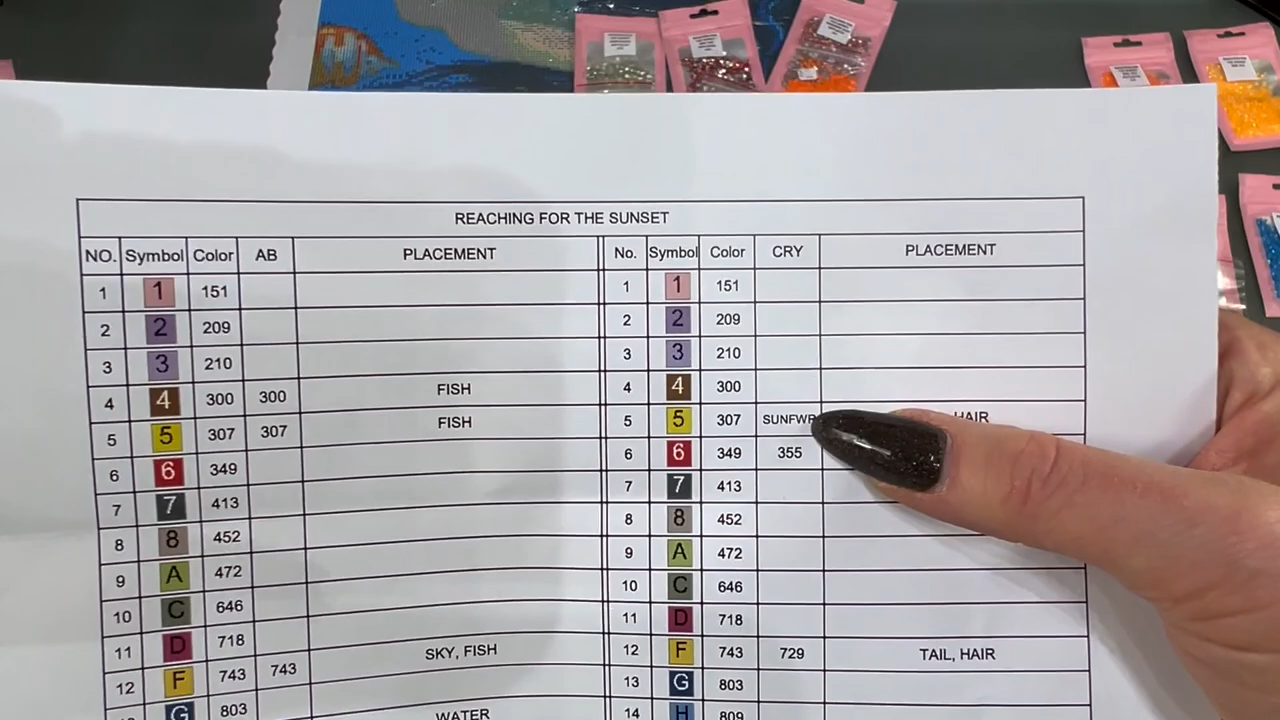 REACHING FOR THE SUNSET
NO. Symbol Color AB PLACEMENT No. Symbol Color CRY PLACEMENT
1 1 151 1 1 151
2 2 209 2 2 209
3 3 210 3 3 210
4 4 300 300 FISH 4 4 300
5 5 307 307 FISH 5 5 307 SUNFWR HAIR
6 6 349 6 6 349 355
7 7 413 7 7 413
8 8 452 8 8 452
9 A 472 9 A 472
10 C 646 10 C 646
11 D 718 11 D 718
12 F 743 743 SKY, FISH 12 F 743 729 TAIL, HAIR
G 803 WATER 13 G 803
14 H 809